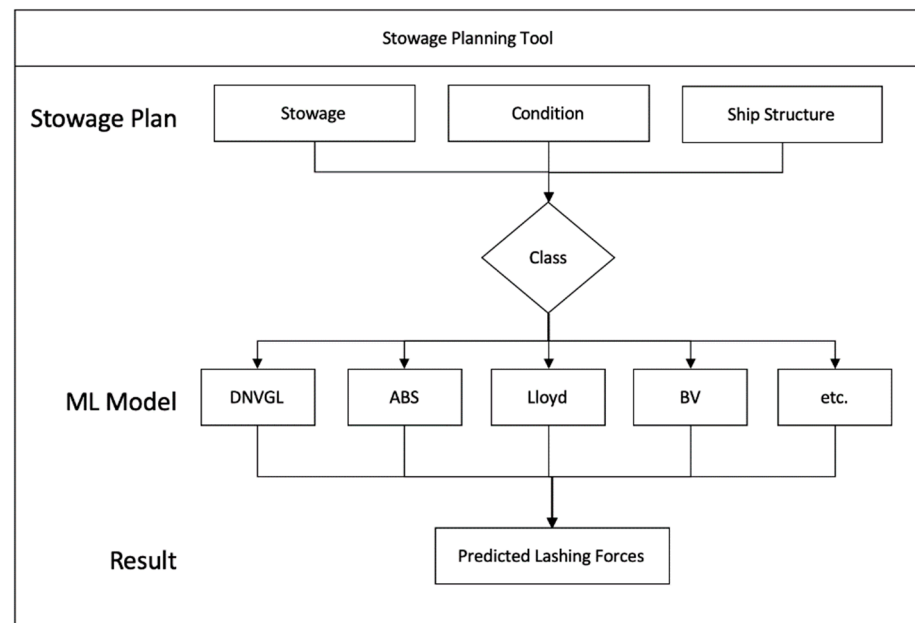 Stowage Planning Tool
Stowage Plan
Stowage
Condition
Ship Structure
Class
ML Model
DNVGL
ABS
Lloyd
BV
etc.
Result
Predicted Lashing Forces